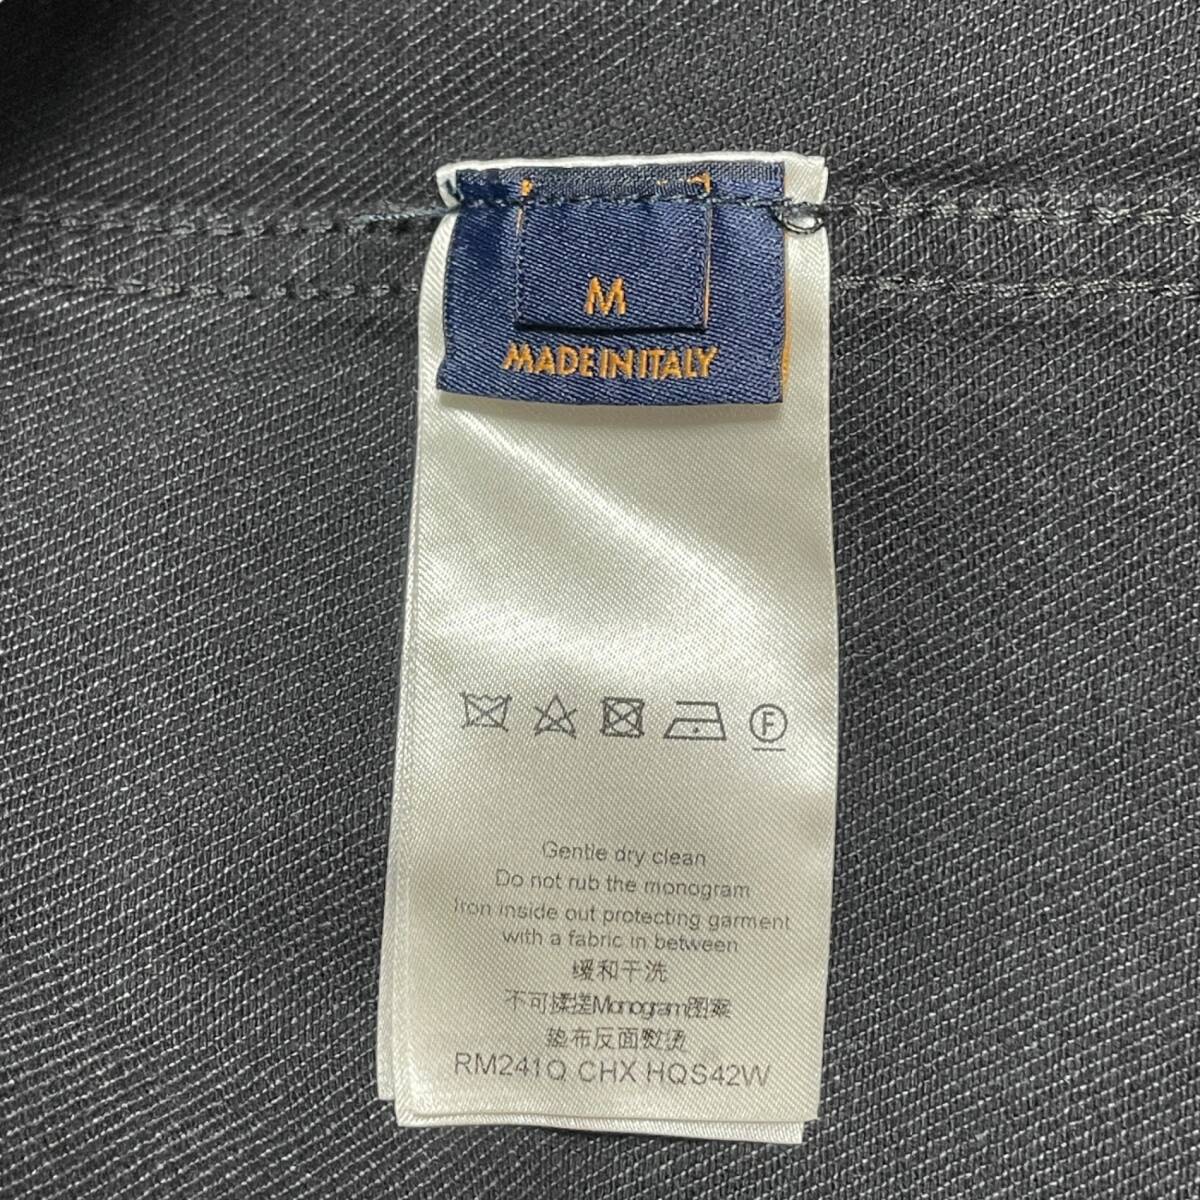 M
MADE IN ITALY
F
Gentle dry clean
Do not rub the monogram
Iron inside out protecting garment
with a fabric in between
缓和干洗
不可揉搓Monogram图案
垫布反面熨烫
RM241Q CHX HQS42W